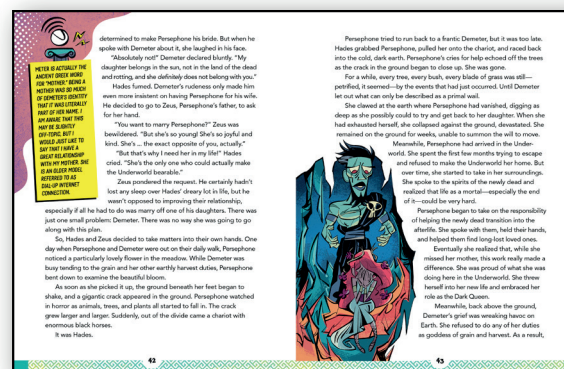 METER IS ACTUALLY THE
ANCIENT GREEK WORD
FOR "MOTHER." BEING A
MOTHER WAS SO MUCH
OF DEMETER'S IDENTITY
THAT IT WAS LITERALLY
PART OF HER NAME. I
AM AWARE THAT THIS
MAY BE SLIGHTLY
OFF-TOPIC, BUT I
WOULD JUST LIKE TO
SAY THAT I HAVE A
GREAT RELATIONSHIP
WITH MY MOTHER. SHE
IS AN OLDER MODEL
REFERRED TO AS
DIAL-UP INTERNET
CONNECTION.
determined to make Persephone his bride. But when he
spoke with Demeter about it, she laughed in his face.
"Absolutely not!" Demeter declared bluntly. "My
daughter belongs in the sun, not in the land of the dead
and rotting, and she definitely does not belong with you."
Hades fumed. Demeter's rudeness only made him
even more insistent on having Persephone for his wife.
He decided to go to Zeus, Persephone's father, to ask
for her hand.
"You want to marry Persephone?" Zeus was
bewildered. "But she's so young! She's so joyful and
kind. She's ... the exact opposite of you, actually."
"But that's why I need her in my life!" Hades
cried. "She's the only one who could actually make
the Underworld bearable."
Zeus pondered the request. He certainly hadn't
lost any sleep over Hades' dreary lot in life, but he
wasn't opposed to improving their relationship,
especially if all he had to do was marry off one of his daughters. There was
just one small problem: Demeter. There was no way she was going to go
along with this plan.
So, Hades and Zeus decided to take matters into their own hands. One
day when Persephone and Demeter were out on their daily walk, Persephone
noticed a particularly lovely flower in the meadow. While Demeter was
busy tending to the grain and her other earthly harvest duties, Persephone
bent down to examine the beautiful bloom.
As soon as she picked it up, the ground beneath her feet began to
shake, and a gigantic crack appeared in the ground. Persephone watched
in horror as animals, trees, and plants all started to fall in. The crack
grew larger and larger. Suddenly, out of the divide came a chariot with
enormous black horses.
It was Hades.
42
Persephone tried to run back to a frantic Demeter, but it was too late.
Hades grabbed Persephone, pulled her onto the chariot, and raced back
into the cold, dark earth. Persephone's cries for help echoed off the trees
as the crack in the ground began to close up. She was gone.
For a while, every tree, every bush, every blade of grass was still—
petrified, it seemed—by the events that had just occurred. Until Demeter
let out what can only be described as a primal wail.
She clawed at the earth where Persephone had vanished, digging as
deep as she possibly could to try and get back to her daughter. When she
had exhausted herself, she collapsed against the ground, devastated. She
remained on the ground for weeks, unable to summon the will to move.
Meanwhile, Persephone had arrived in the Under-
world. She spent the first few months trying to escape
and refused to make the Underworld her home. But
over time, she started to take in her surroundings.
She spoke to the spirits of the newly dead and
realized that life as a mortal—especially the end
of it—could be very hard.
Persephone began to take on the responsibility
of helping the newly dead transition into the
afterlife. She spoke with them, held their hands,
and helped them find long-lost loved ones.
Eventually she realized that, while she
missed her mother, this work really made a
difference. She was proud of what she was
doing here in the Underworld. She threw
herself into her new life and embraced her
role as the Dark Queen.
Meanwhile, back above the ground,
Demeter's grief was wreaking havoc on
Earth. She refused to do any of her duties
as goddess of grain and harvest. As a result,
43